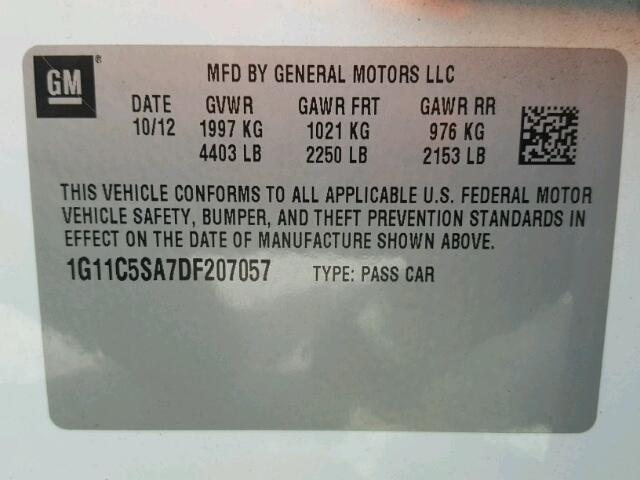 GM ®
MFD BY GENERAL MOTORS LLC
DATE GVWR GAWR FRT GAWR RR
10/12 1997 KG 1021 KG 976 KG
4403 LB 2250 LB 2153 LB
THIS VEHICLE CONFORMS TO ALL APPLICABLE U.S. FEDERAL MOTOR
VEHICLE SAFETY, BUMPER, AND THEFT PREVENTION STANDARDS IN
EFFECT ON THE DATE OF MANUFACTURE SHOWN ABOVE.
1G11C5SA7DF207057 TYPE: PASS CAR